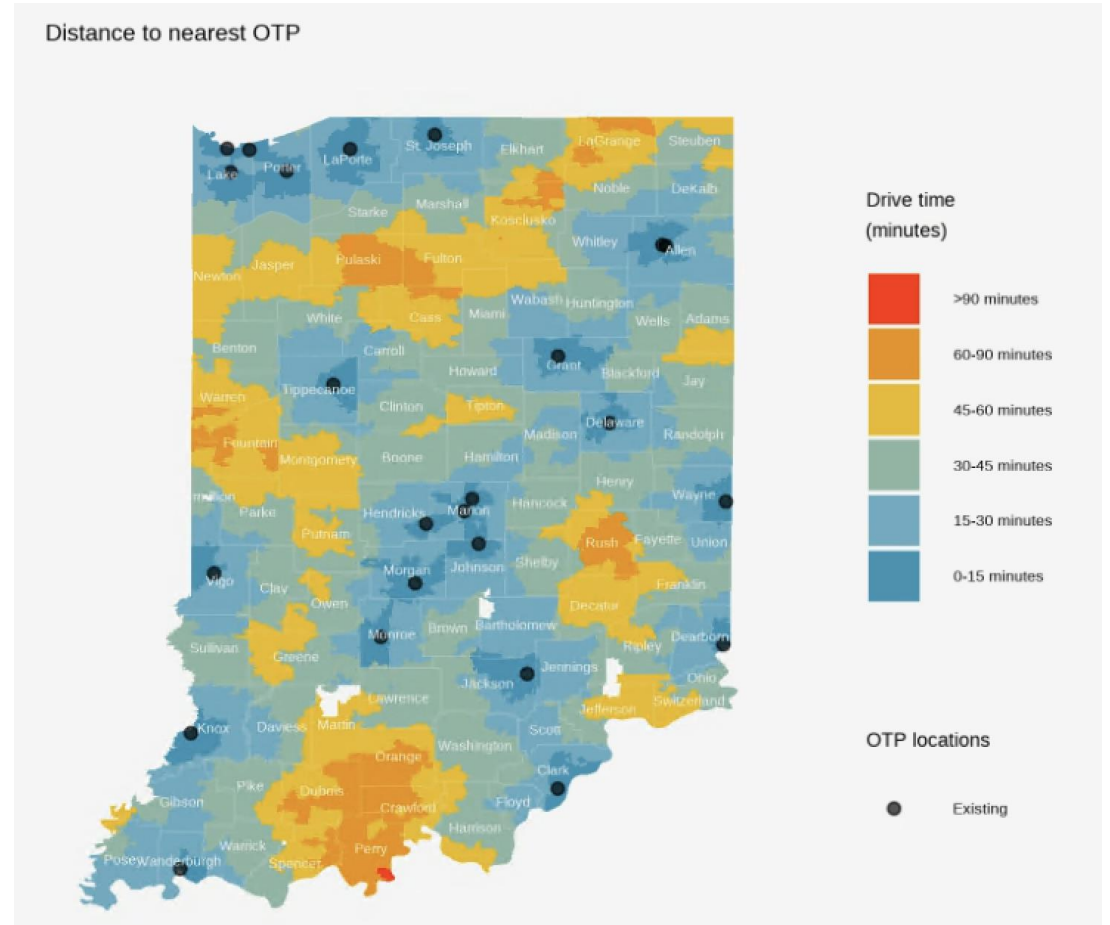 Distance to nearest OTP
LaGrange Steuben
St. Joseph Elkhart
LaPorte
Lake Porter
Noble DeKalb
Marshall
Starke
Kosciusko
Whitley
Allen
Pulaski Fulton
Jasper
Newton
Wabash Huntington
White Cass Miami Wells Adams
Benton Carroll
Grant
Howard Blackford Jay
Tippecanoe
Warren
Clinton Tipton
Delaware
Madison Randolph
Fountain
Montgomery Boone Hamilton
Henry
Wayne
Parke Hendricks Marion Hancock
Putnam
Rush Fayette Union
Morgan Johnson Shelby
Vigo Clay Franklin
Owen Decator
Monroe Brown Bartholomew
Dearborn
Sullivan Greene Ripley
Jennings
Jackson Ohio
Lawrence Switzerland
Jefferson
Knox Daviess Martin Scott
Washington
Orange
Clark
Pike Dubois
Gibson Crawford Floyd
Harrison
Warrick Perry
Posey Vanderburgh Spencer
Drive time
(minutes)
>90 minutes
60-90 minutes
45-60 minutes
30-45 minutes
15-30 minutes
0-15 minutes
OTP locations
Existing